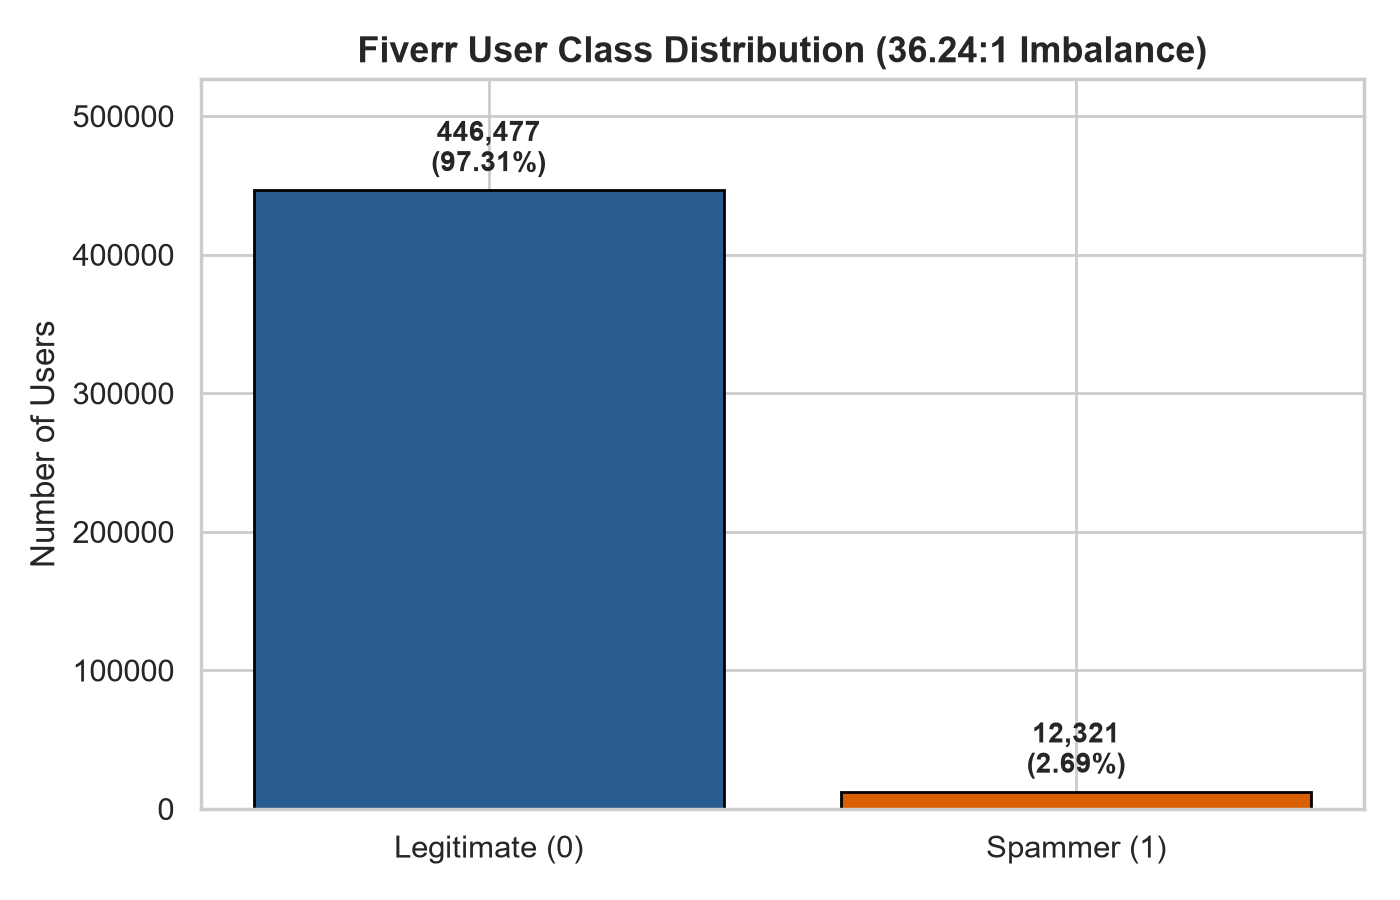 Fiverr User Class Distribution (36.24:1 Imbalance)
Number of Users
500000
400000
300000
200000
100000
0
446,477
(97.31%)
12,321
(2.69%)
Legitimate (0)
Spammer (1)